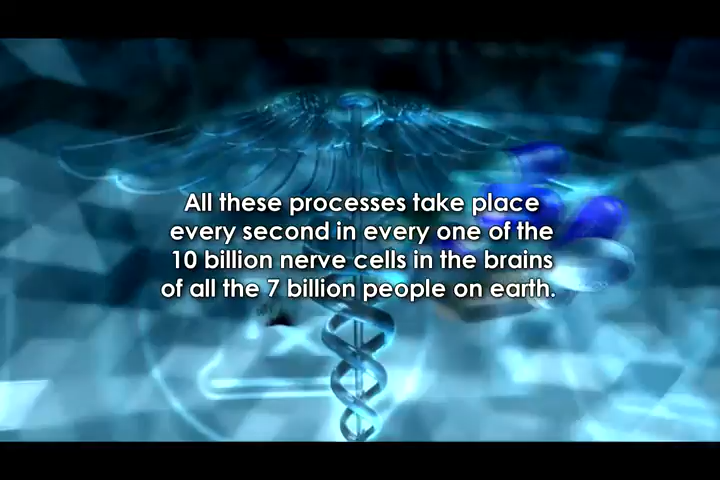 All these processes take place
every second in every one of the
10 billion nerve cells in the brains
of all the 7 billion people on earth.